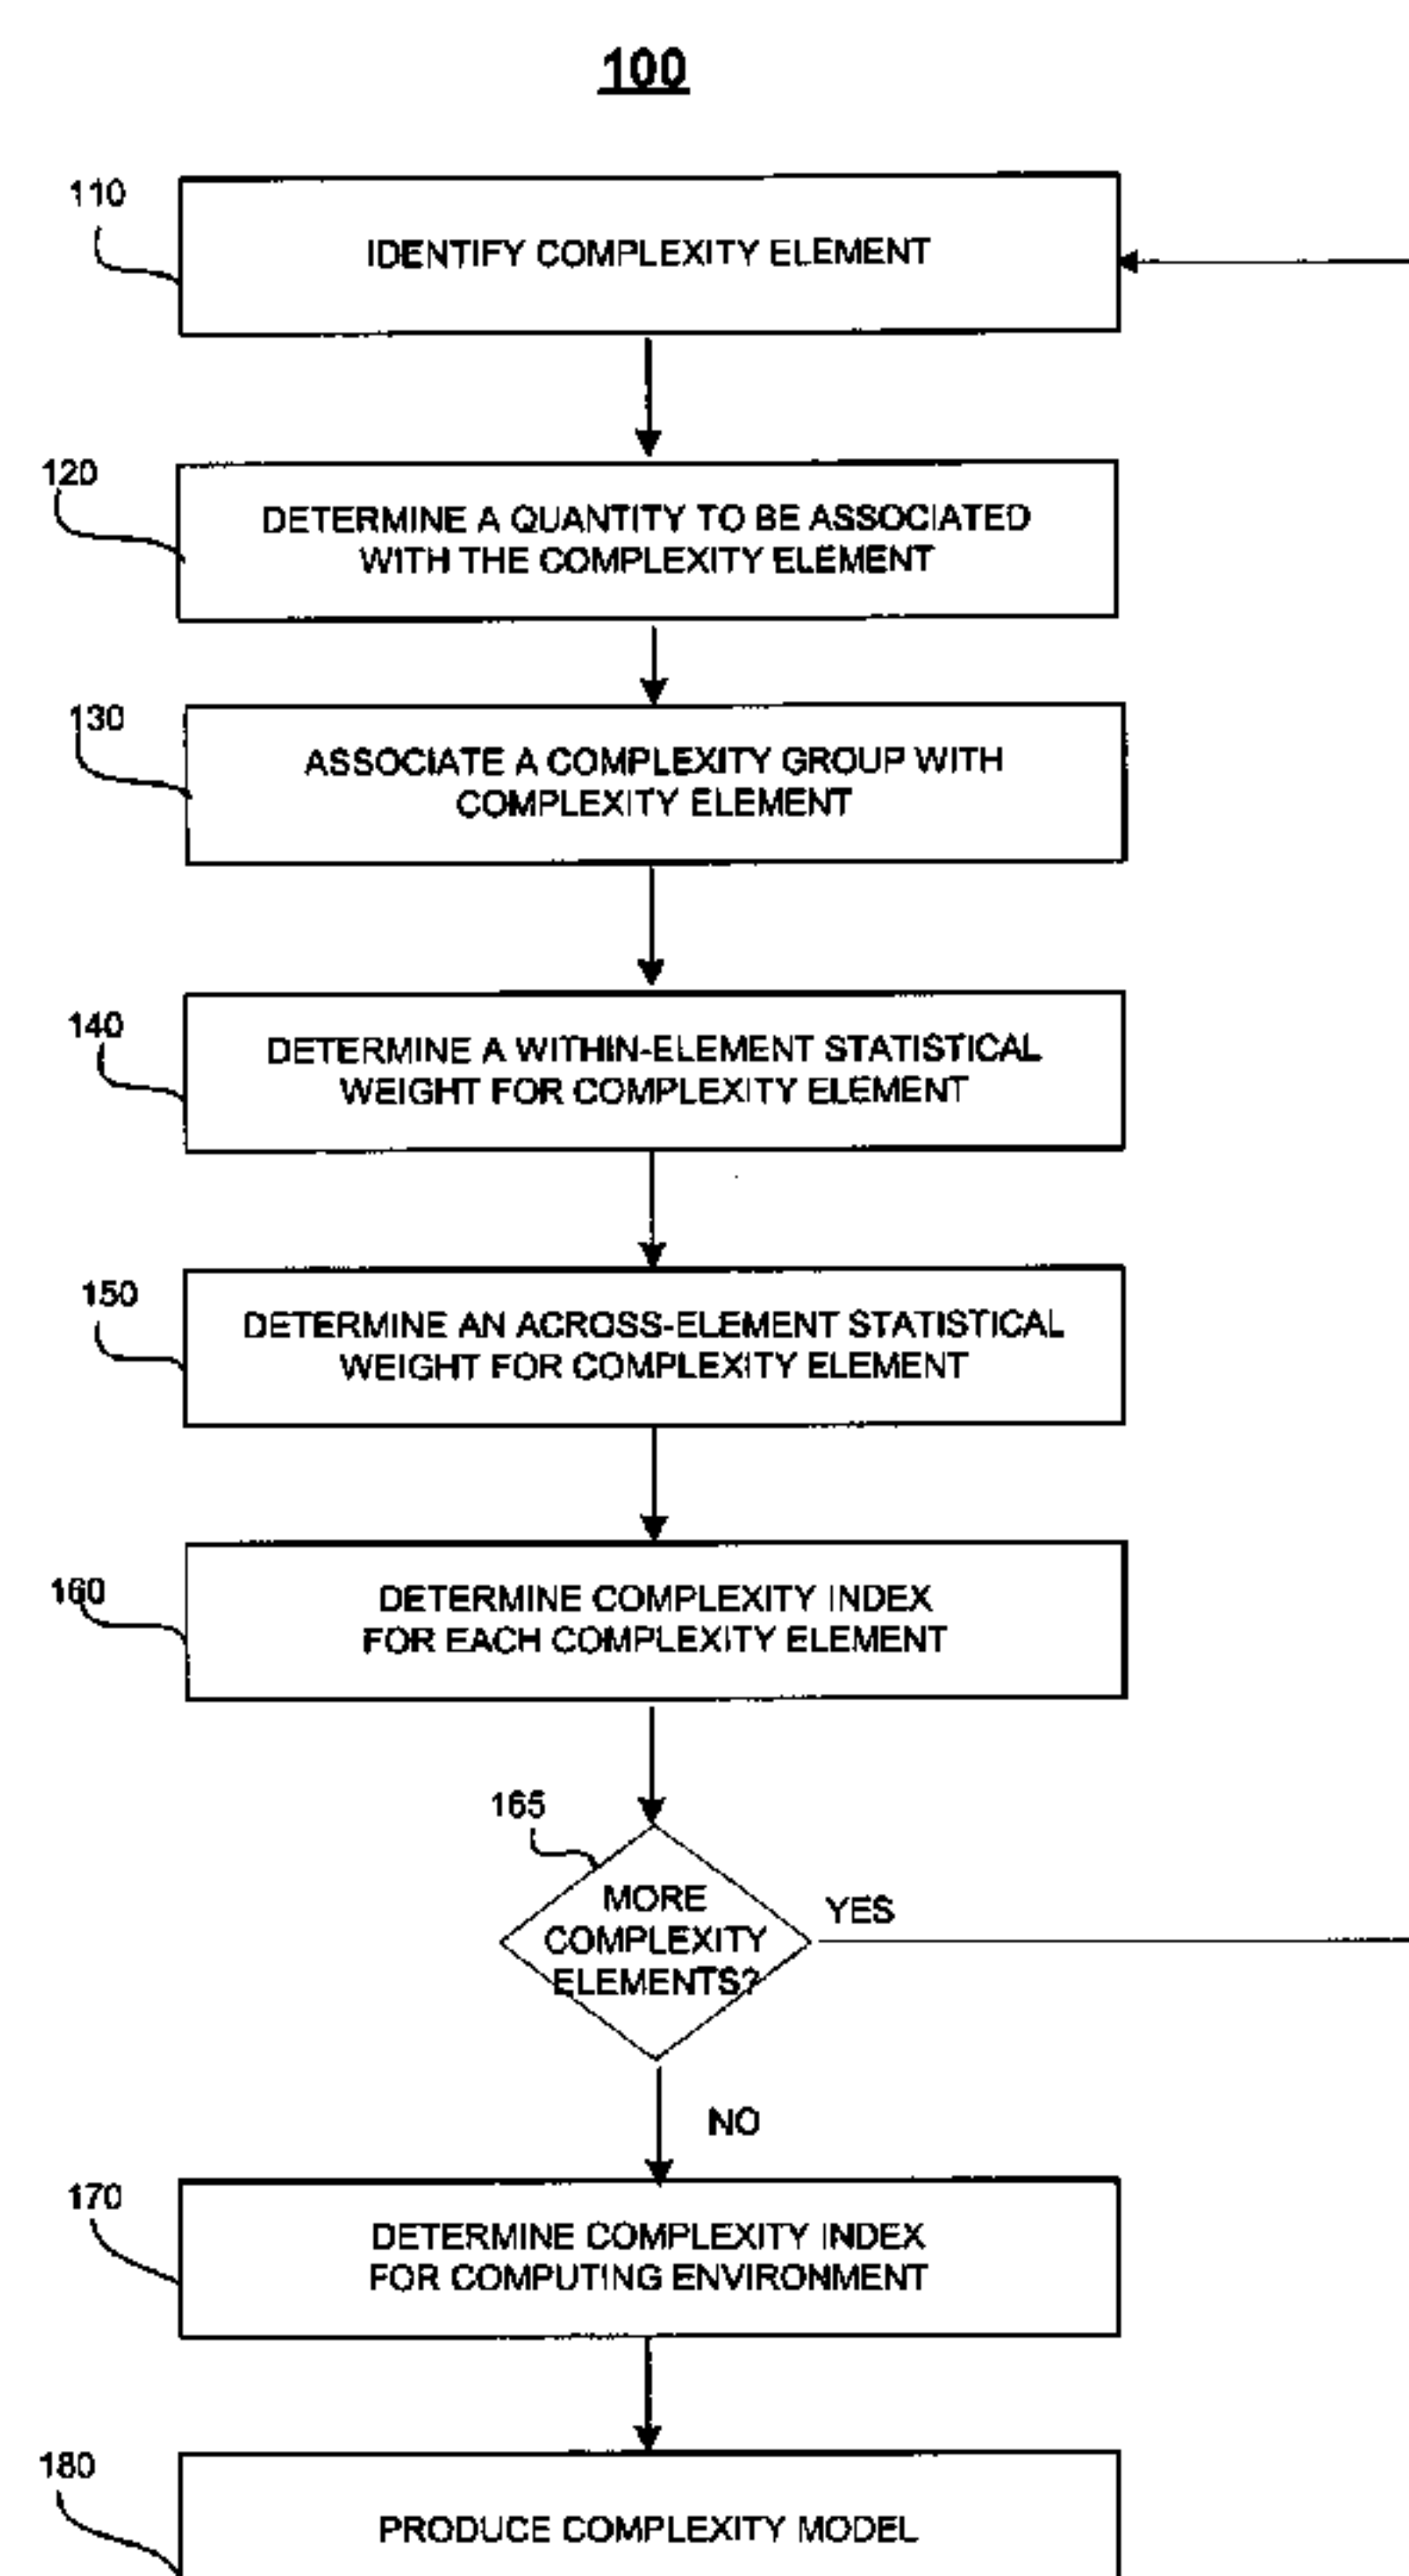 100
110
IDENTIFY COMPLEXITY ELEMENT
120
DETERMINE A QUANTITY TO BE ASSOCIATED
WITH THE COMPLEXITY ELEMENT
130
ASSOCIATE A COMPLEXITY GROUP WITH
COMPLEXITY ELEMENT
140
DETERMINE A WITHIN-ELEMENT STATISTICAL
WEIGHT FOR COMPLEXITY ELEMENT
150
DETERMINE AN ACROSS-ELEMENT STATISTICAL
WEIGHT FOR COMPLEXITY ELEMENT
160
DETERMINE COMPLEXITY INDEX
FOR EACH COMPLEXITY ELEMENT
165
MORE
COMPLEXITY
ELEMENTS?
YES
NO
170
DETERMINE COMPLEXITY INDEX
FOR COMPUTING ENVIRONMENT
180
PRODUCE COMPLEXITY MODEL